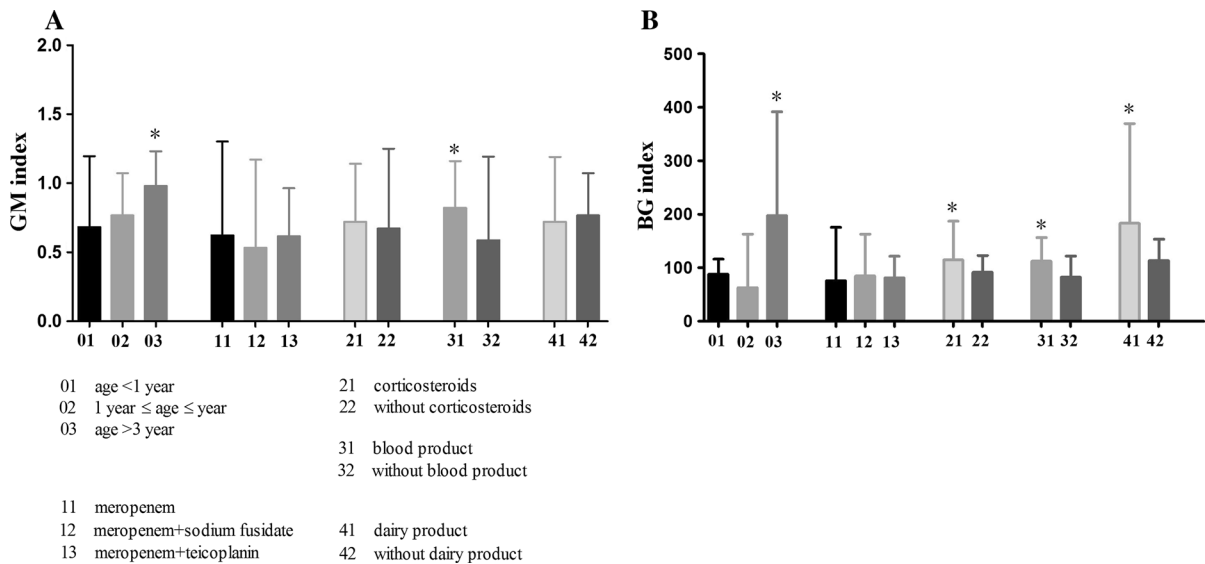 A
GM index
2.0
1.5
1.0
0.5
0.0
*
*
01 02 03 11 12 13 21 22 31 32 41 42
B
BG index
500
400
300
200
100
0
*
*
*
*
01 02 03 11 12 13 21 22 31 32 41 42
01 age <1 year
02 1 year ≤ age ≤ year
03 age >3 year
11 meropenem
12 meropenem+sodium fusidate
13 meropenem+teicoplanin
21 corticosteroids
22 without corticosteroids
31 blood product
32 without blood product
41 dairy product
42 without dairy product